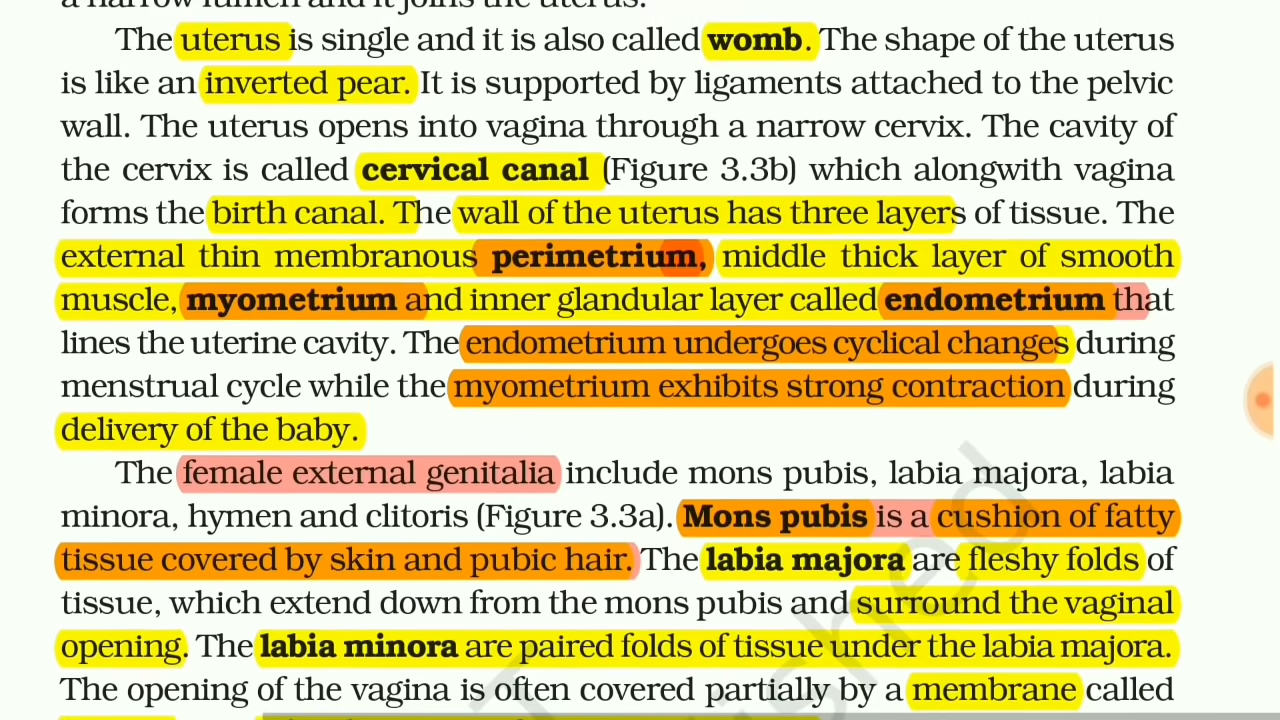 a narrow lumen and it joins the uterus.
The uterus is single and it is also called womb. The shape of the uterus
is like an inverted pear. It is supported by ligaments attached to the pelvic
wall. The uterus opens into vagina through a narrow cervix. The cavity of
the cervix is called cervical canal (Figure 3.3b) which alongwith vagina
forms the birth canal. The wall of the uterus has three layers of tissue. The
external thin membranous perimetrium, middle thick layer of smooth
muscle, myometrium and inner glandular layer called endometrium that
lines the uterine cavity. The endometrium undergoes cyclical changes during
menstrual cycle while the myometrium exhibits strong contraction during
delivery of the baby.
The female external genitalia include mons pubis, labia majora, labia
minora, hymen and clitoris (Figure 3.3a). Mons pubis is a cushion of fatty
tissue covered by skin and pubic hair. The labia majora are fleshy folds of
tissue, which extend down from the mons pubis and surround the vaginal
opening. The labia minora are paired folds of tissue under the labia majora.
The opening of the vagina is often covered partially by a membrane called